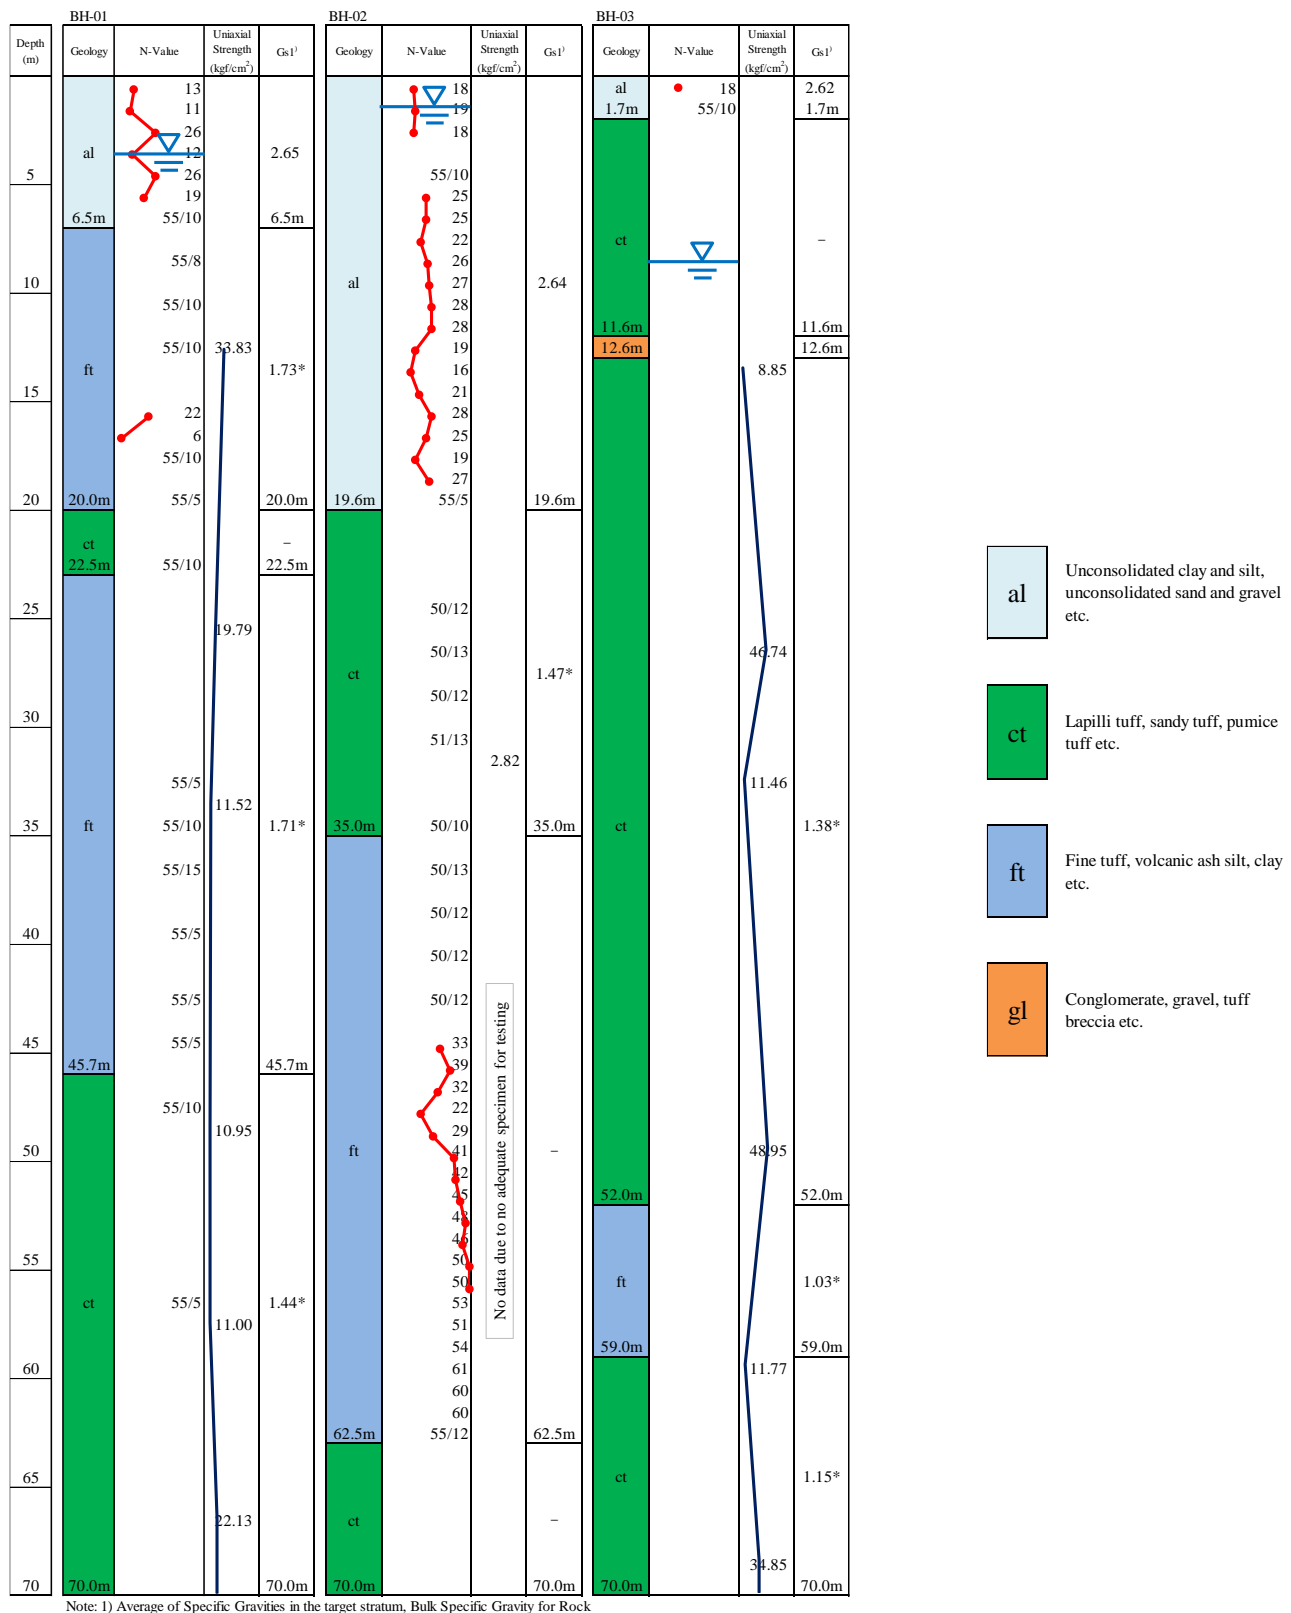 BH-01
BH-02
BH-03
Depth
(m)
Geology
N-Value
Uniaxial
Strength
(kgf/cm²)
Gs1⁾
Geology
N-Value
Uniaxial
Strength
(kgf/cm²)
Gs1⁾
Geology
N-Value
Uniaxial
Strength
(kgf/cm²)
Gs1⁾
5
10
15
20
25
30
35
40
45
50
55
60
65
70
al
6.5m
ft
20.0m
ct
22.5m
ft
45.7m
ct
70.0m
13
11
26
12
26
19
55/10
55/8
55/10
55/10
22
6
55/10
55/5
55/10
55/5
55/10
55/15
55/5
55/5
55/5
55/10
55/5
33.83
19.79
11.52
10.95
11.00
22.13
2.65
6.5m
1.73*
20.0m
–
22.5m
1.71*
45.7m
1.44*
70.0m
al
19.6m
ct
35.0m
ft
62.5m
ct
70.0m
18
19
18
55/10
25
25
22
26
27
28
28
19
16
21
28
25
19
27
55/5
50/12
50/13
50/12
51/13
50/10
50/13
50/12
50/12
50/12
33
39
32
22
29
41
42
45
48
46
50
50
53
51
54
61
60
60
55/12
2.82
No data due to no adequate specimen for testing
2.64
19.6m
1.47*
35.0m
–
62.5m
–
70.0m
al
1.7m
ct
11.6m
12.6m
ct
52.0m
ft
59.0m
ct
70.0m
18
55/10
8.85
46.74
11.46
48.95
11.77
34.85
2.62
1.7m
–
11.6m
12.6m
1.38*
52.0m
1.03*
59.0m
1.15*
70.0m
al
Unconsolidated clay and silt,
unconsolidated sand and gravel
etc.
ct
Lapilli tuff, sandy tuff, pumice
tuff etc.
ft
Fine tuff, volcanic ash silt, clay
etc.
gl
Conglomerate, gravel, tuff
breccia etc.
Note: 1) Average of Specific Gravities in the target stratum, Bulk Specific Gravity for Rock